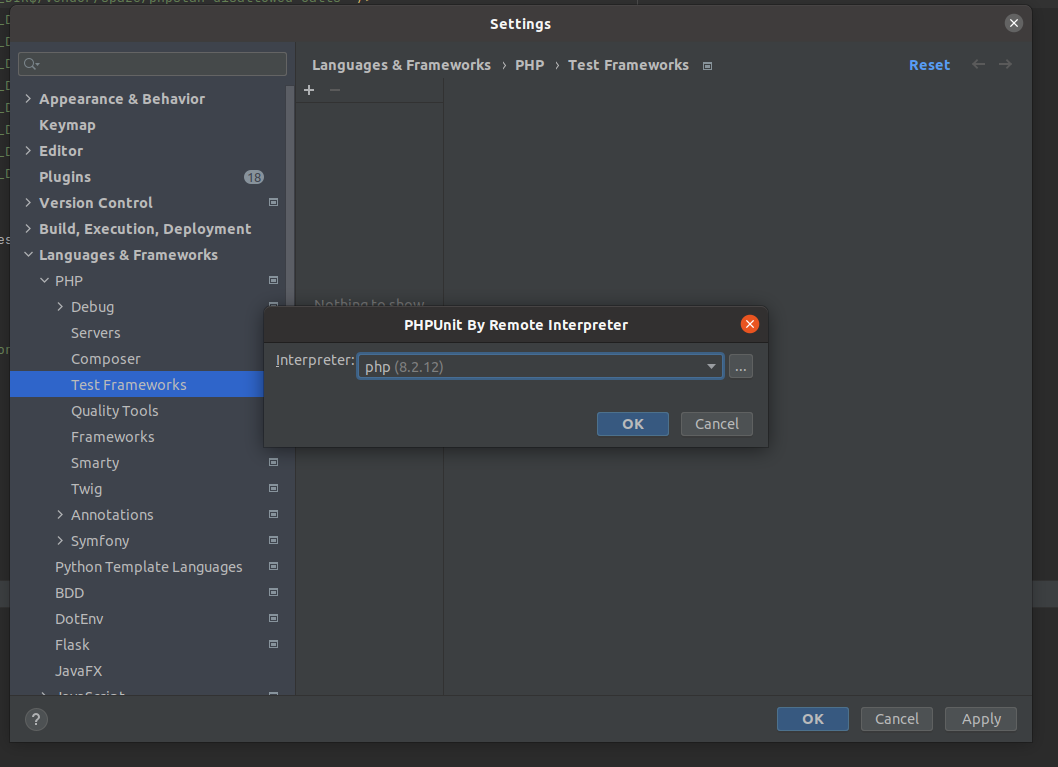 Settings
Languages & Frameworks › PHP › Test Frameworks
Reset
Appearance & Behavior
Keymap
Editor
Plugins 18
Version Control
Build, Execution, Deployment
Languages & Frameworks
PHP
Debug
Servers
Composer
Test Frameworks
Quality Tools
Frameworks
Smarty
Twig
Annotations
Symfony
Python Template Languages
BDD
DotEnv
Flask
JavaFX
JavaScript
Nothing to show
PHPUnit By Remote Interpreter
Interpreter: php (8.2.12) ...
OK Cancel
? OK Cancel Apply